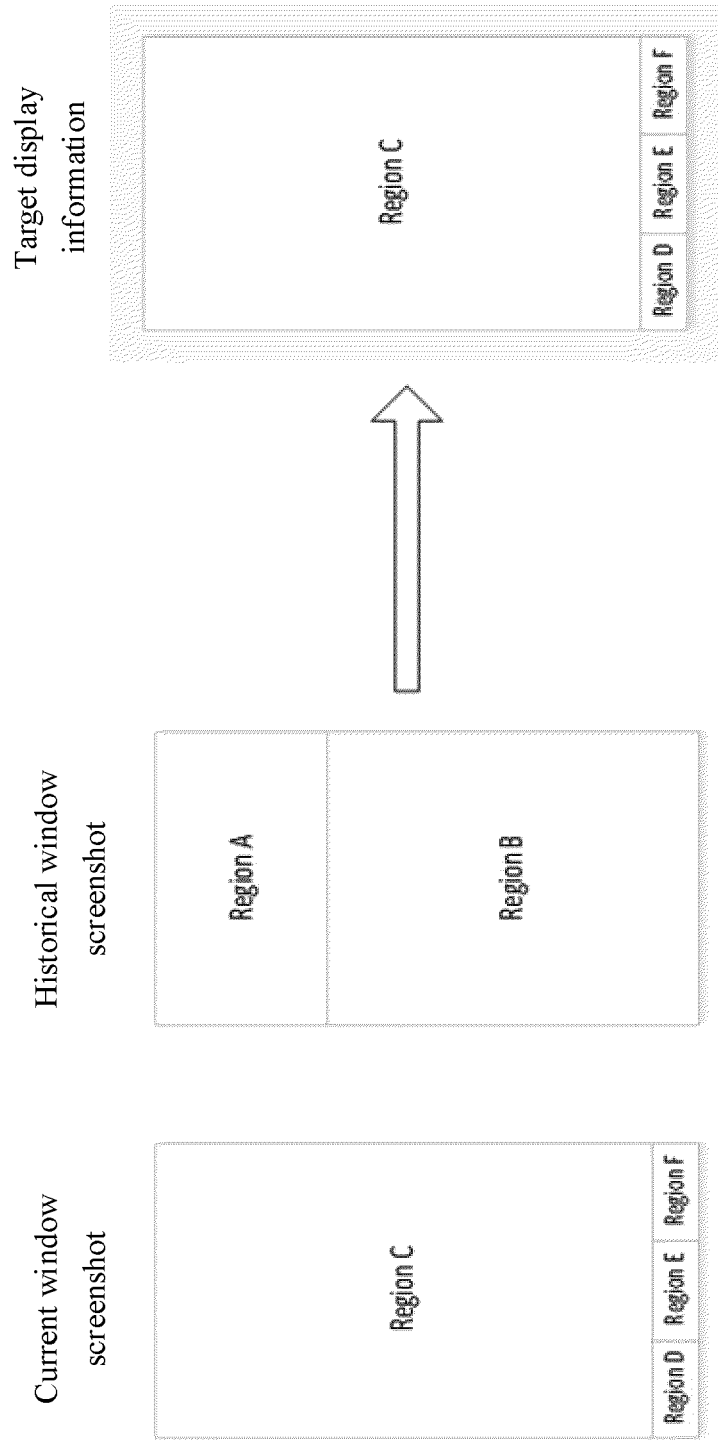 Current window
screenshot
Region C
Region D
Region E
Region F
Historical window
screenshot
Region A
Region B
Target display
information
Region C
Region D
Region E
Region F